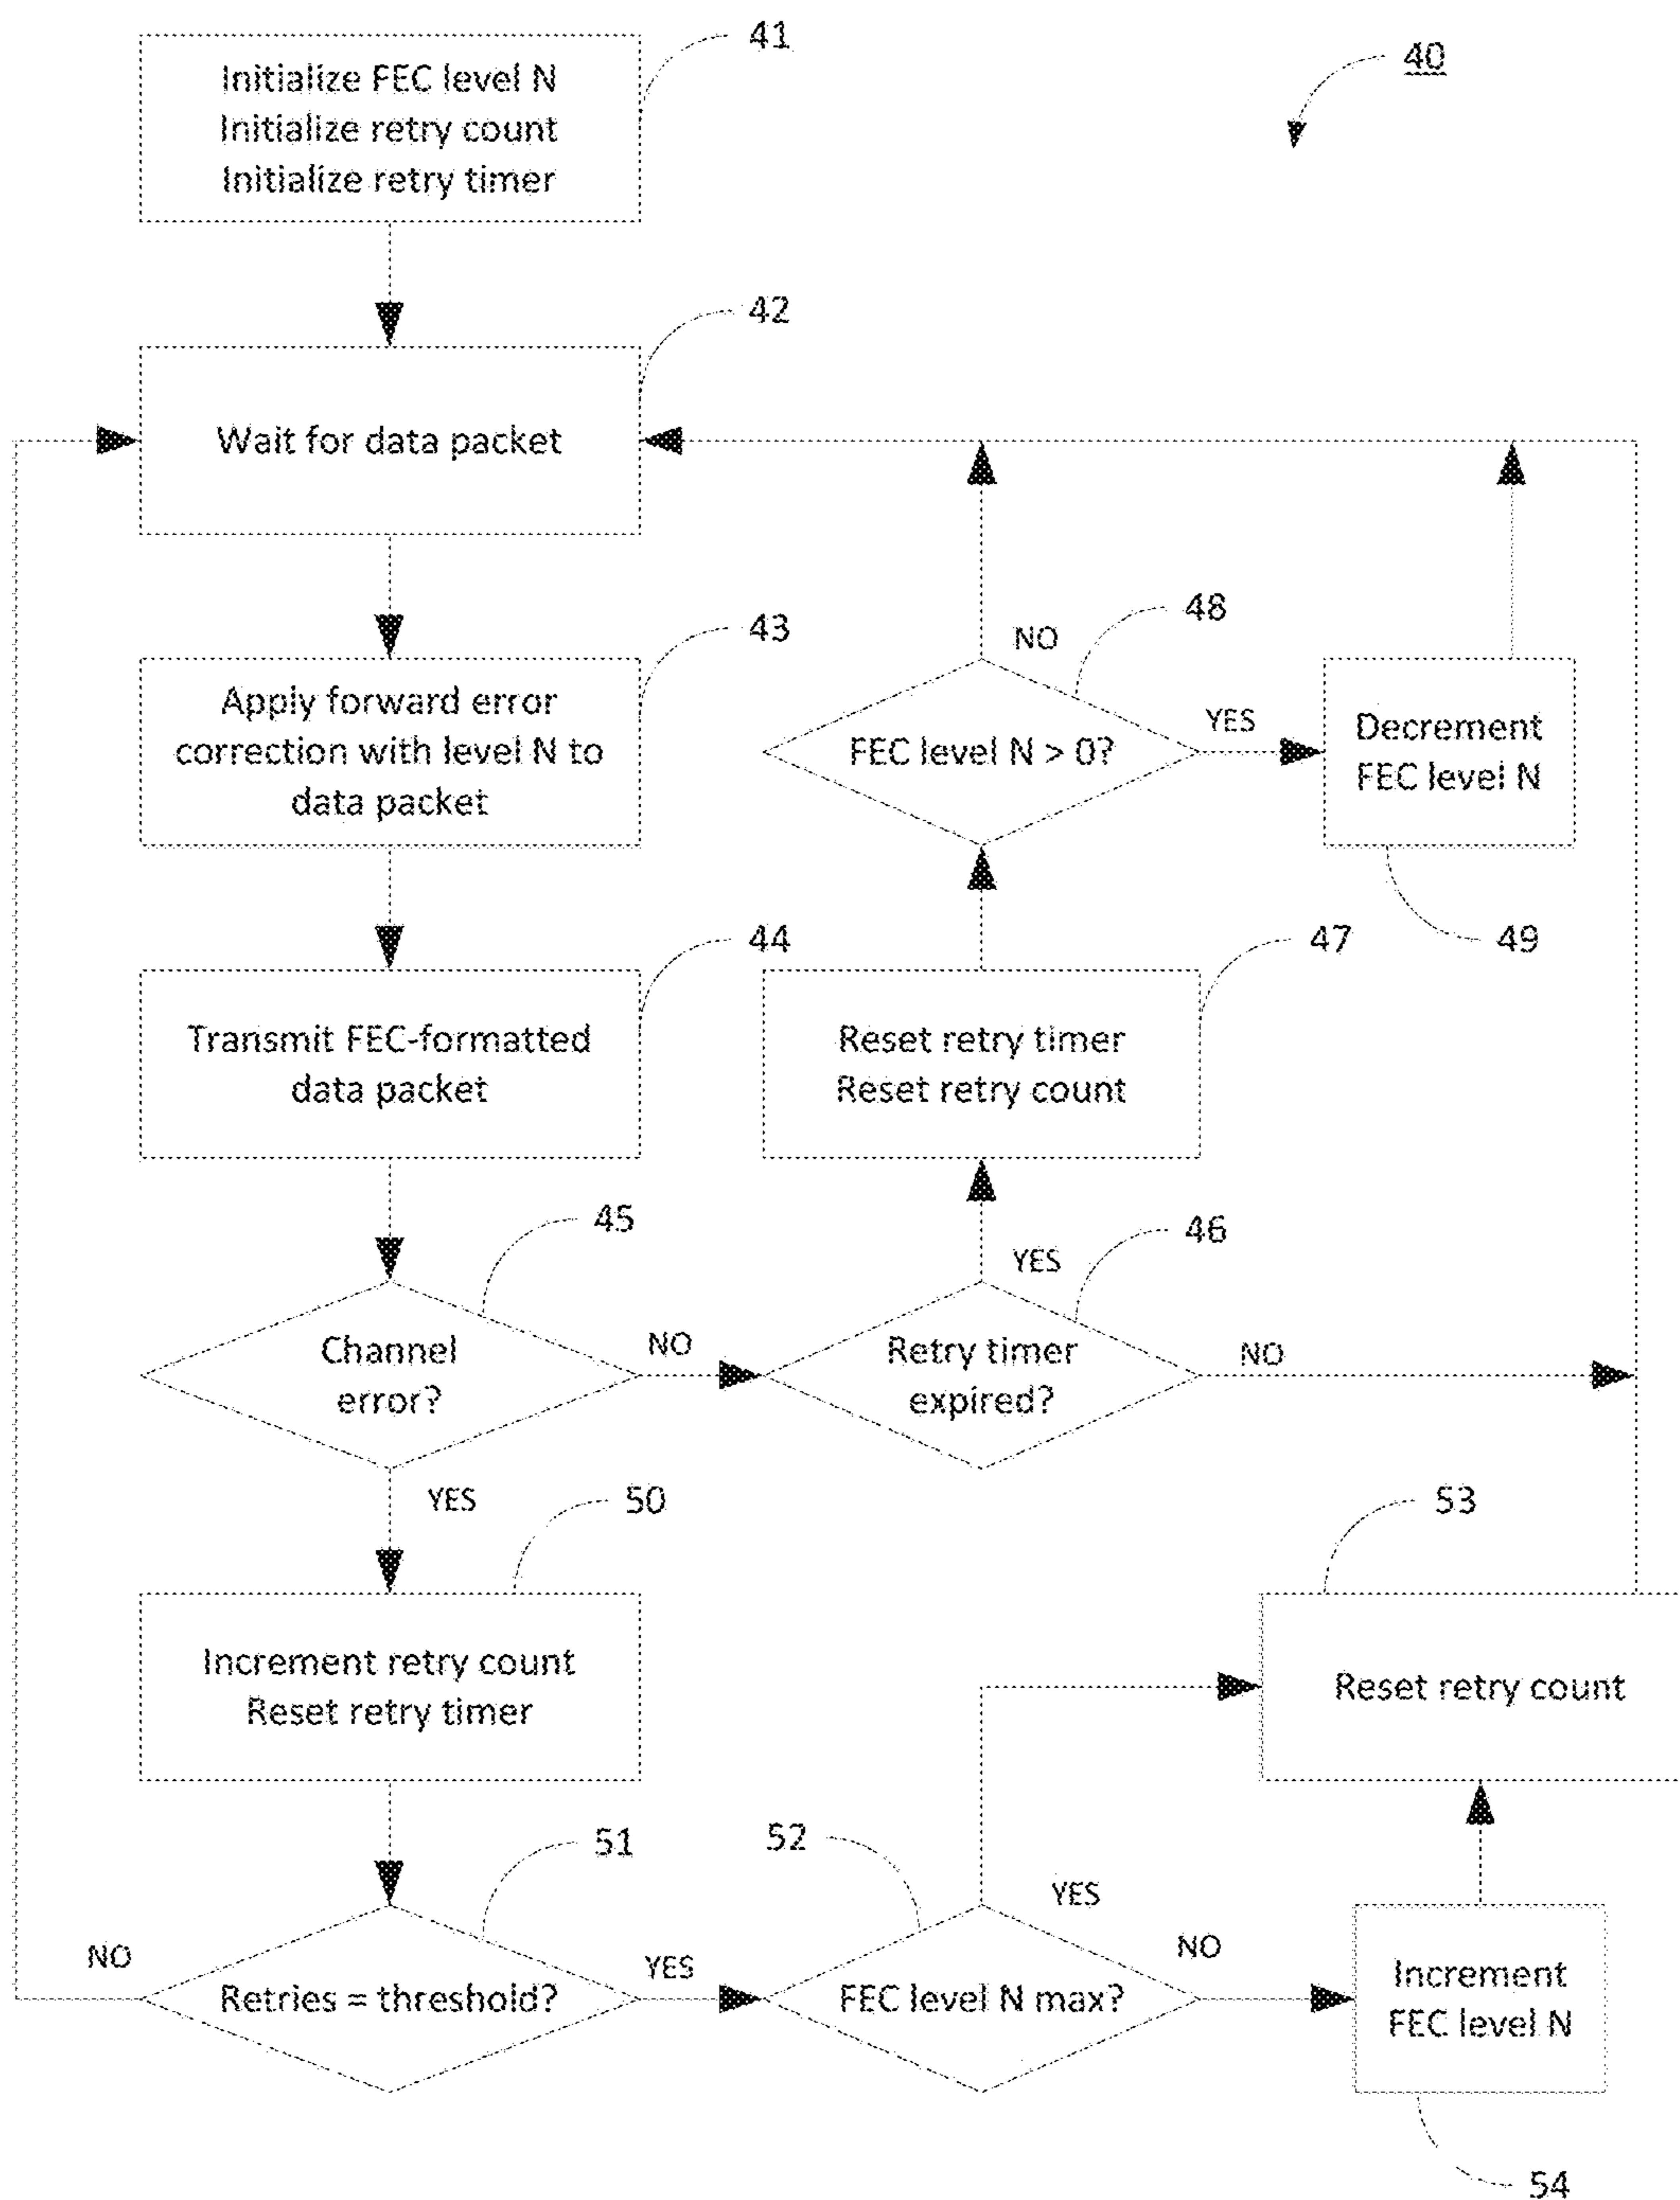 41
40
Initialize FEC level N
Initialize retry count
Initialize retry timer
42
Wait for data packet
43
Apply forward error
correction with level N to
data packet
48
NO
FEC level N > 0?
YES
Decrement
FEC level N
49
44
Transmit FEC-formatted
data packet
47
Reset retry timer
Reset retry count
45
Channel
error?
NO
YES
46
YES
Retry timer
expired?
NO
50
Increment retry count
Reset retry timer
53
Reset retry count
51
NO
Retries = threshold?
YES
52
YES
FEC level N max?
NO
Increment
FEC level N
54